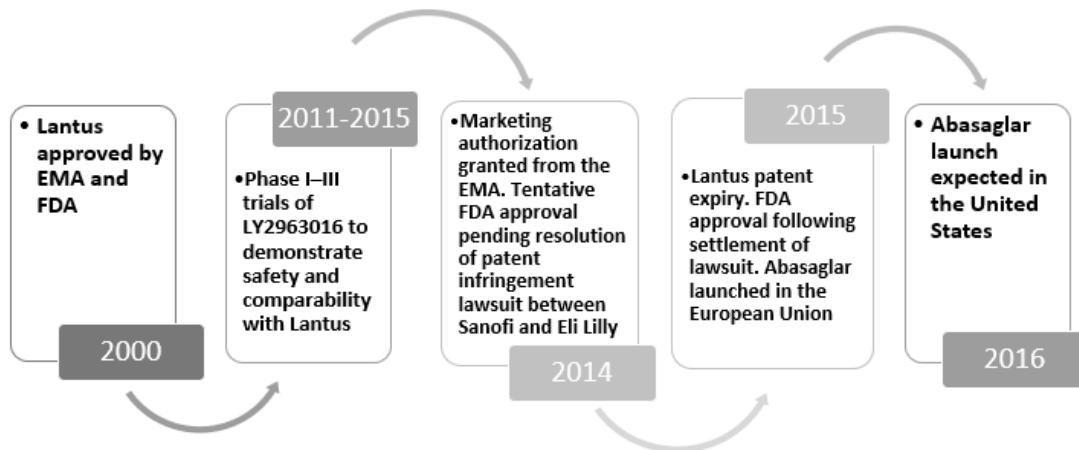 • Lantus
approved by
EMA and
FDA
2000
2011-2015
•Phase I–III
trials of
LY2963016 to
demonstrate
safety and
comparability
with Lantus
•Marketing
authorization
granted from the
EMA. Tentative
FDA approval
pending resolution
of patent
infringement
lawsuit between
Sanofi and Eli Lilly
2014
2015
•Lantus patent
expiry. FDA
approval following
settlement of
lawsuit. Abasaglar
launched in the
European Union
• Abasaglar
launch
expected in
the United
States
2016